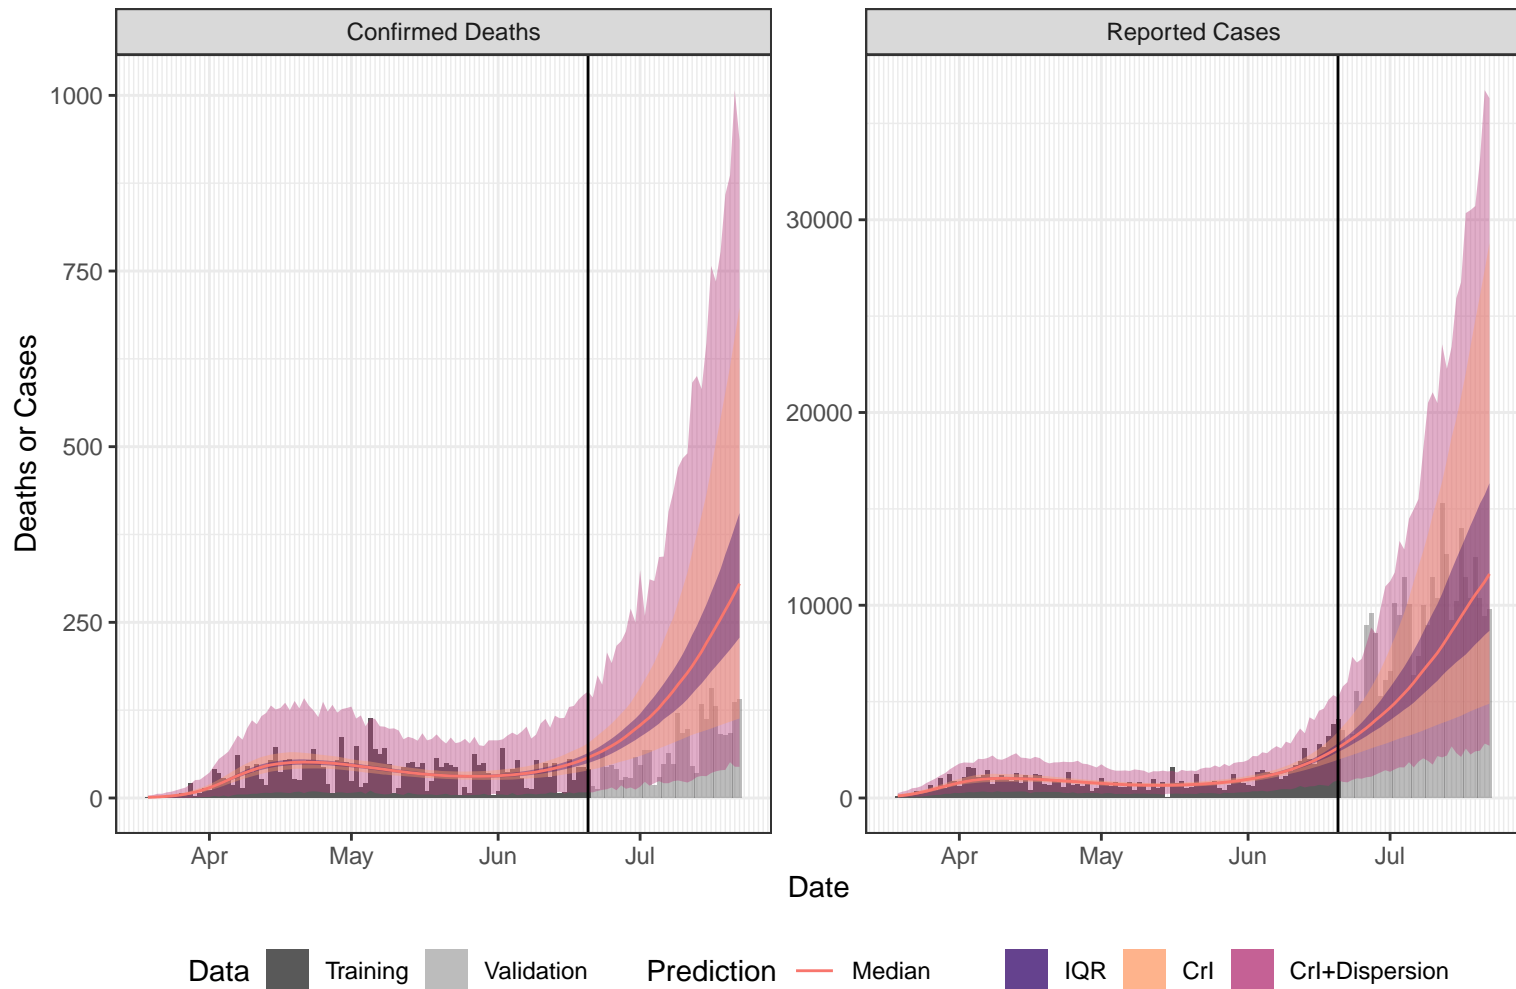 Confirmed Deaths
Reported Cases
Deaths or Cases
1000
750
500
250
0
30000
20000
10000
0
Apr May Jun Jul
Apr May Jun Jul
Date
Data Training Validation Prediction Median IQR CrI CrI+Dispersion